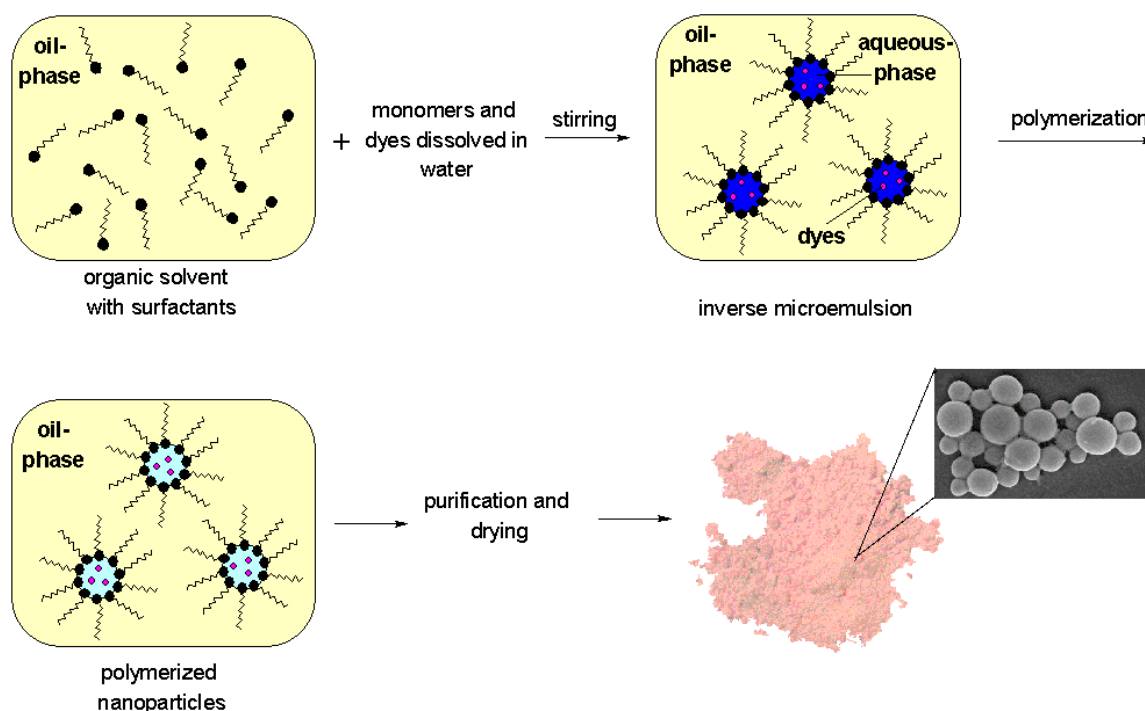 oil-
phase
organic solvent
with surfactants
+
monomers and
dyes dissolved in
water
stirring
oil-
phase
aqueous-
phase
dyes
inverse microemulsion
polymerization
oil-
phase
polymerized
nanoparticles
purification and
drying